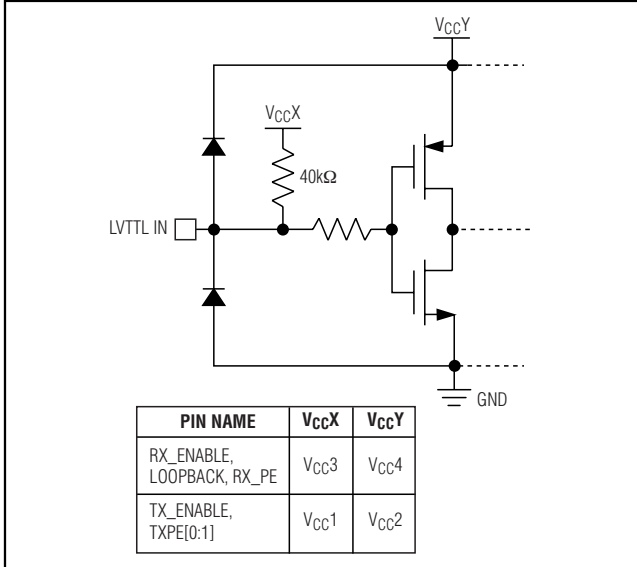 VCCY
VCCX
40kΩ
LVTTL IN
GND
PIN NAME VCCX VCCY
RX_ENABLE,
LOOPBACK, RX_PE VCC3 VCC4
TX_ENABLE,
TXPE[0:1] VCC1 VCC2